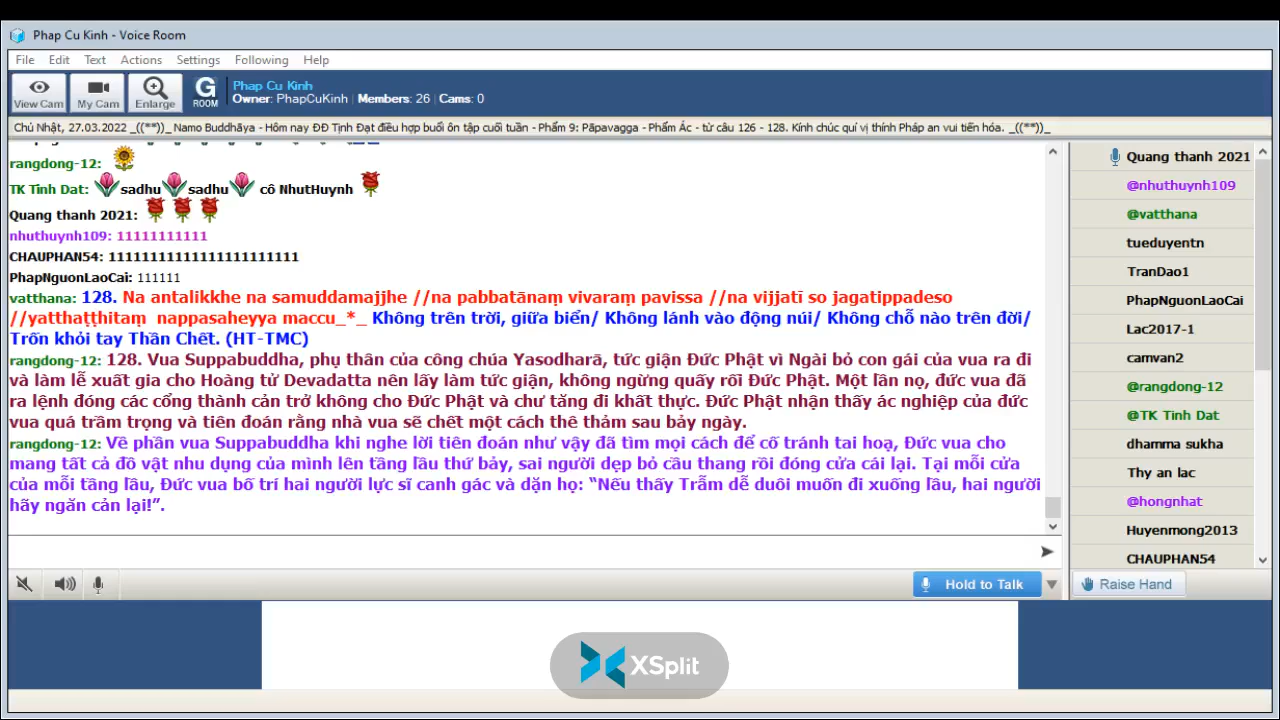 Phap Cu Kinh - Voice Room
File Edit Text Actions Settings Following Help
View Cam My Cam Enlarge G ROOM
Phap Cu Kinh
Owner: PhapCuKinh | Members: 26 | Cams: 0
Chủ Nhật, 27.03.2022 _((**))_ Namo Buddhāya - Hôm nay ĐĐ Tịnh Đạt điều hợp buổi ôn tập cuối tuần - Phẩm 9: Pāpavagga - Phẩm Ác - từ câu 126 - 128. Kính chúc quí vị thính Pháp an vui tiến hóa. _((**))_
rangdong-12:
TK Tinh Dat: sadhu sadhu cô NhutHuynh
Quang thanh 2021:
nhuthuynh109: 11111111111
CHAUPHAN54: 11111111111111111111111
PhapNguonLaoCai: 111111
vatthana: 128. Na antalikkhe na samuddamajjhe //na pabbatānaṃ vivaraṃ pavissa //na vijjatī so jagatippadeso
//yatthaṭṭhitaṃ nappasaheyya maccu_*_ Không trên trời, giữa biển/ Không lánh vào động núi/ Không chỗ nào trên đời/
Trốn khỏi tay Thần Chết. (HT-TMC)
rangdong-12: 128. Vua Suppabuddha, phụ thân của công chúa Yasodharā, tức giận Đức Phật vì Ngài bỏ con gái của vua ra đi
và làm lễ xuất gia cho Hoàng tử Devadatta nên lấy làm tức giận, không ngừng quấy rối Đức Phật. Một lần nọ, đức vua đã
ra lệnh đóng các cổng thành cản trở không cho Đức Phật và chư tăng đi khất thực. Đức Phật nhận thấy ác nghiệp của đức
vua quá trầm trọng và tiên đoán rằng nhà vua sẽ chết một cách thê thảm sau bảy ngày.
rangdong-12: Về phần vua Suppabuddha khi nghe lời tiên đoán như vậy đã tìm mọi cách để cố tránh tai hoạ, Đức vua cho
mang tất cả đồ vật nhu dụng của mình lên tầng lầu thứ bảy, sai người dẹp bỏ cầu thang rồi đóng cửa cái lại. Tại mỗi cửa
của mỗi tầng lầu, Đức vua bố trí hai người lực sĩ canh gác và dặn họ: “Nếu thấy Trẫm dễ duôi muốn đi xuống lầu, hai người
hãy ngăn cản lại!”.
Quang thanh 2021
@nhuthuynh109
@vatthana
tueduyentn
TranDao1
PhapNguonLaoCai
Lac2017-1
camvan2
@rangdong-12
@TK Tinh Dat
dhamma sukha
Thy an lac
@hongnhat
Huyenmong2013
CHAUPHAN54
Hold to Talk
Raise Hand
XSplit